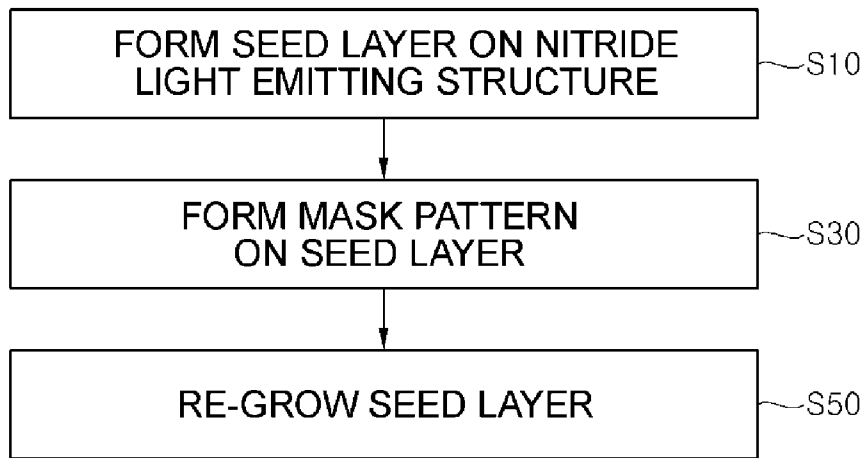 FORM SEED LAYER ON NITRIDE
LIGHT EMITTING STRUCTURE
S10
FORM MASK PATTERN
ON SEED LAYER
S30
RE-GROW SEED LAYER
S50